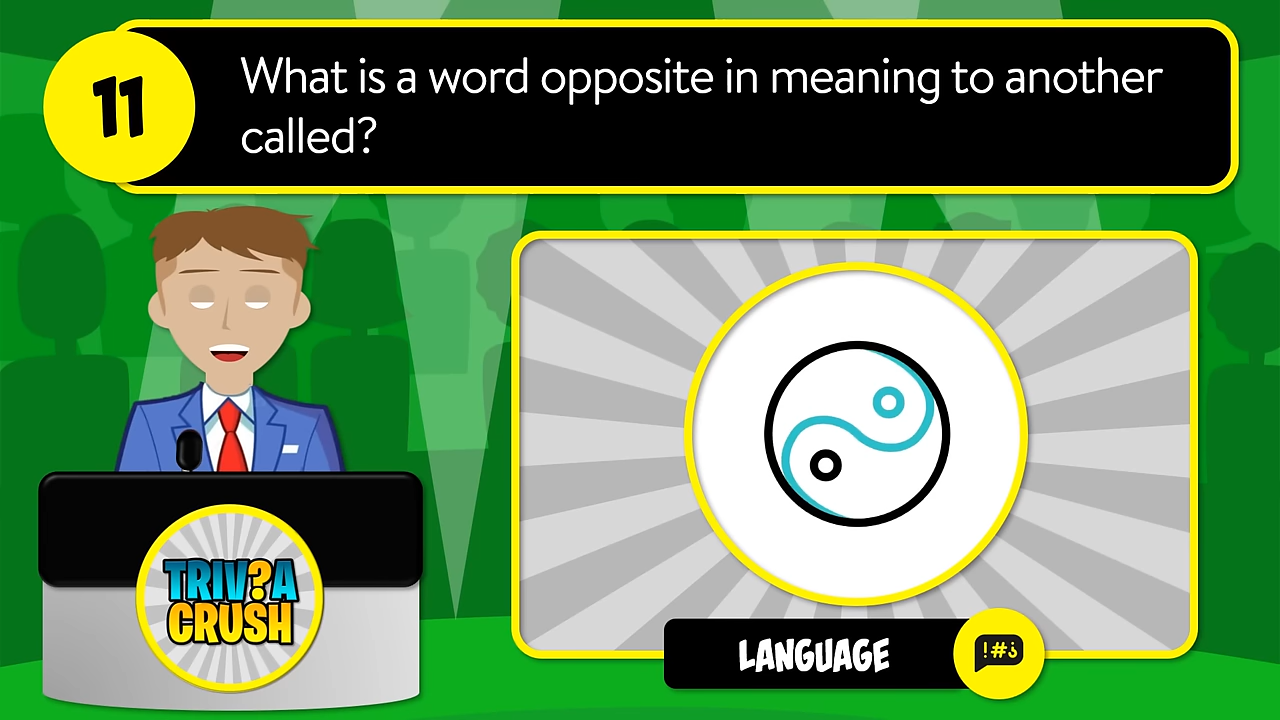 11
What is a word opposite in meaning to another
called?
TRIV?A
CRUSH
LANGUAGE
!#¿